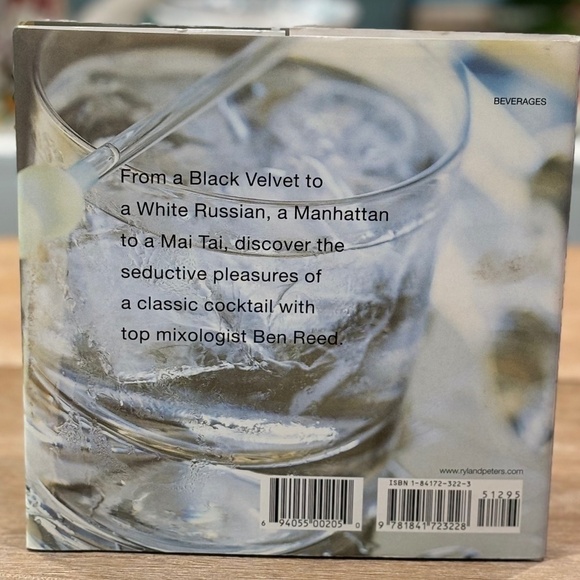 BEVERAGES
From a Black Velvet to
a White Russian, a Manhattan
to a Mai Tai, discover the
seductive pleasures of
a classic cocktail with
top mixologist Ben Reed.
www.rylandpeters.com
ISBN 1-84172-322-3
51295
6 94055 00205 0
9 781841 723228